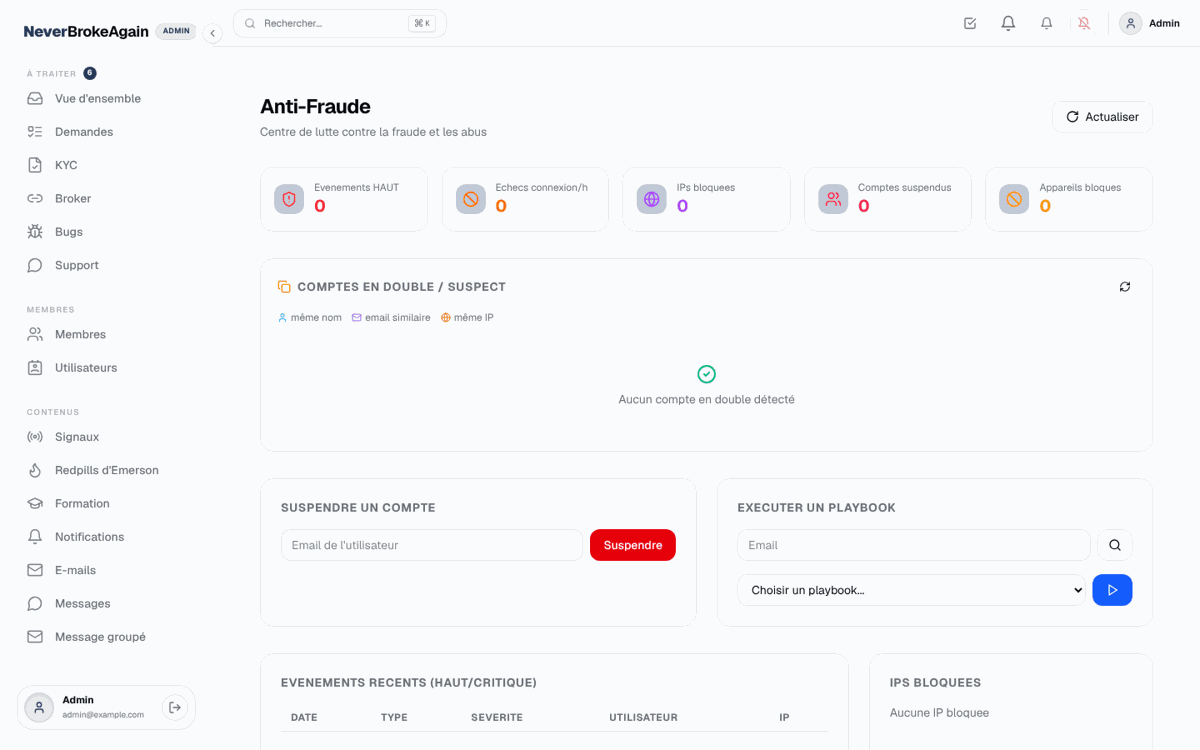 NeverBrokeAgain ADMIN
Rechercher... ⌘ K
Admin
À TRAITER 6
Vue d'ensemble
Demandes
KYC
Broker
Bugs
Support
MEMBRES
Membres
Utilisateurs
CONTENUS
Signaux
Redpills d'Emerson
Formation
Notifications
E-mails
Messages
Message groupé
Admin
admin@example.com
Anti-Fraude
Centre de lutte contre la fraude et les abus
Actualiser
Evenements HAUT
0
Echecs connexion/h
0
IPs bloquees
0
Comptes suspendus
0
Appareils bloques
0
COMPTES EN DOUBLE / SUSPECT
même nom email similaire même IP
Aucun compte en double détecté
SUSPENDRE UN COMPTE
Email de l'utilisateur
Suspendre
EXECUTER UN PLAYBOOK
Email
Choisir un playbook...
EVENEMENTS RECENTS (HAUT/CRITIQUE)
DATE TYPE SEVERITE UTILISATEUR IP
IPS BLOQUEES
Aucune IP bloquee